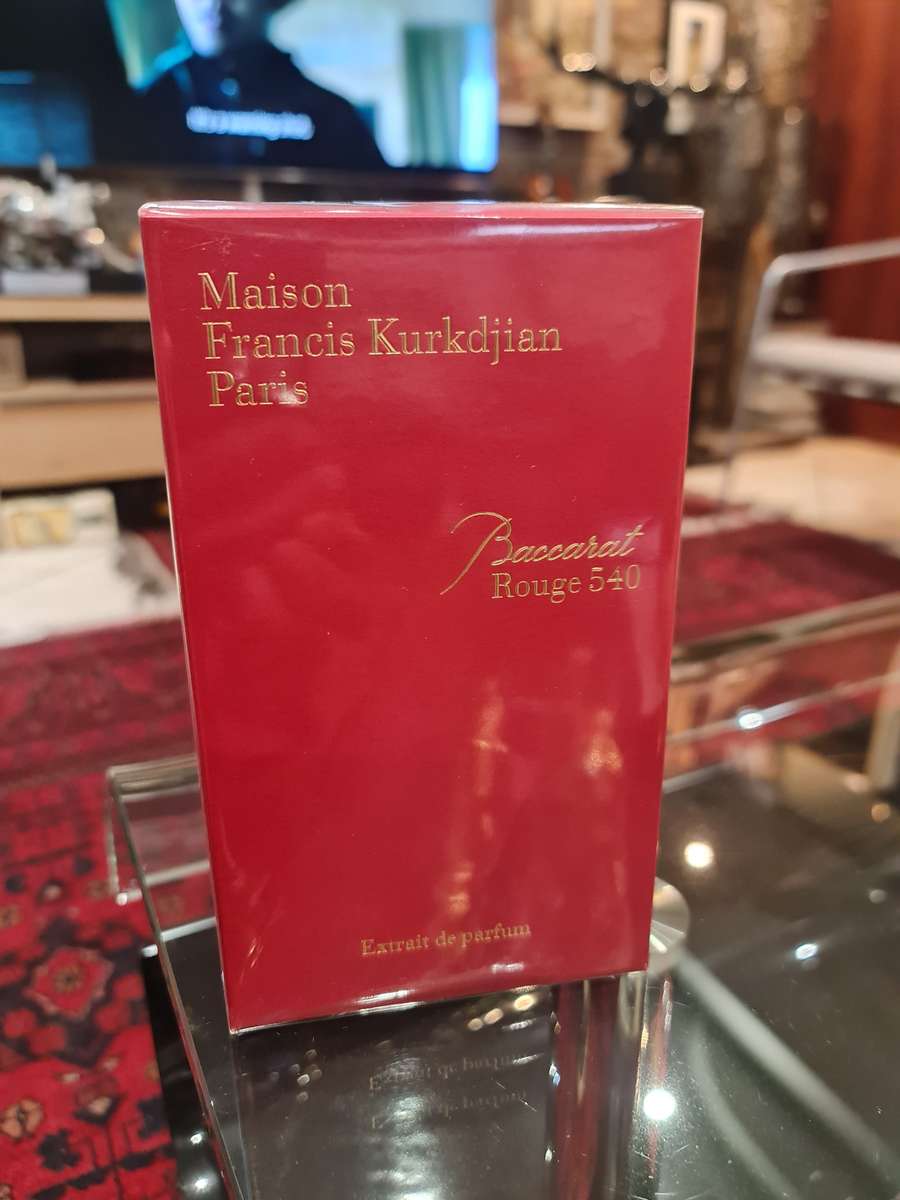 Maison
Francis Kurkdjian
Paris
Baccarat
Rouge 540
Extrait de parfum